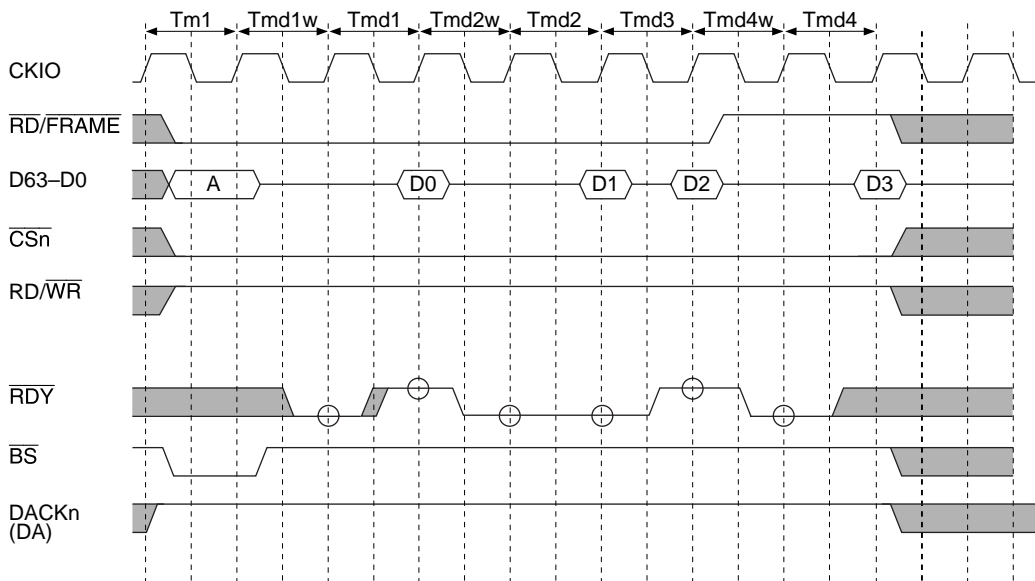 Tm1 Tmd1w Tmd1 Tmd2w Tmd2 Tmd3 Tmd4w Tmd4
CKIO
RD/FRAME
D63–D0 A D0 D1 D2 D3
CSn
RD/WR
RDY
BS
DACKn
(DA)